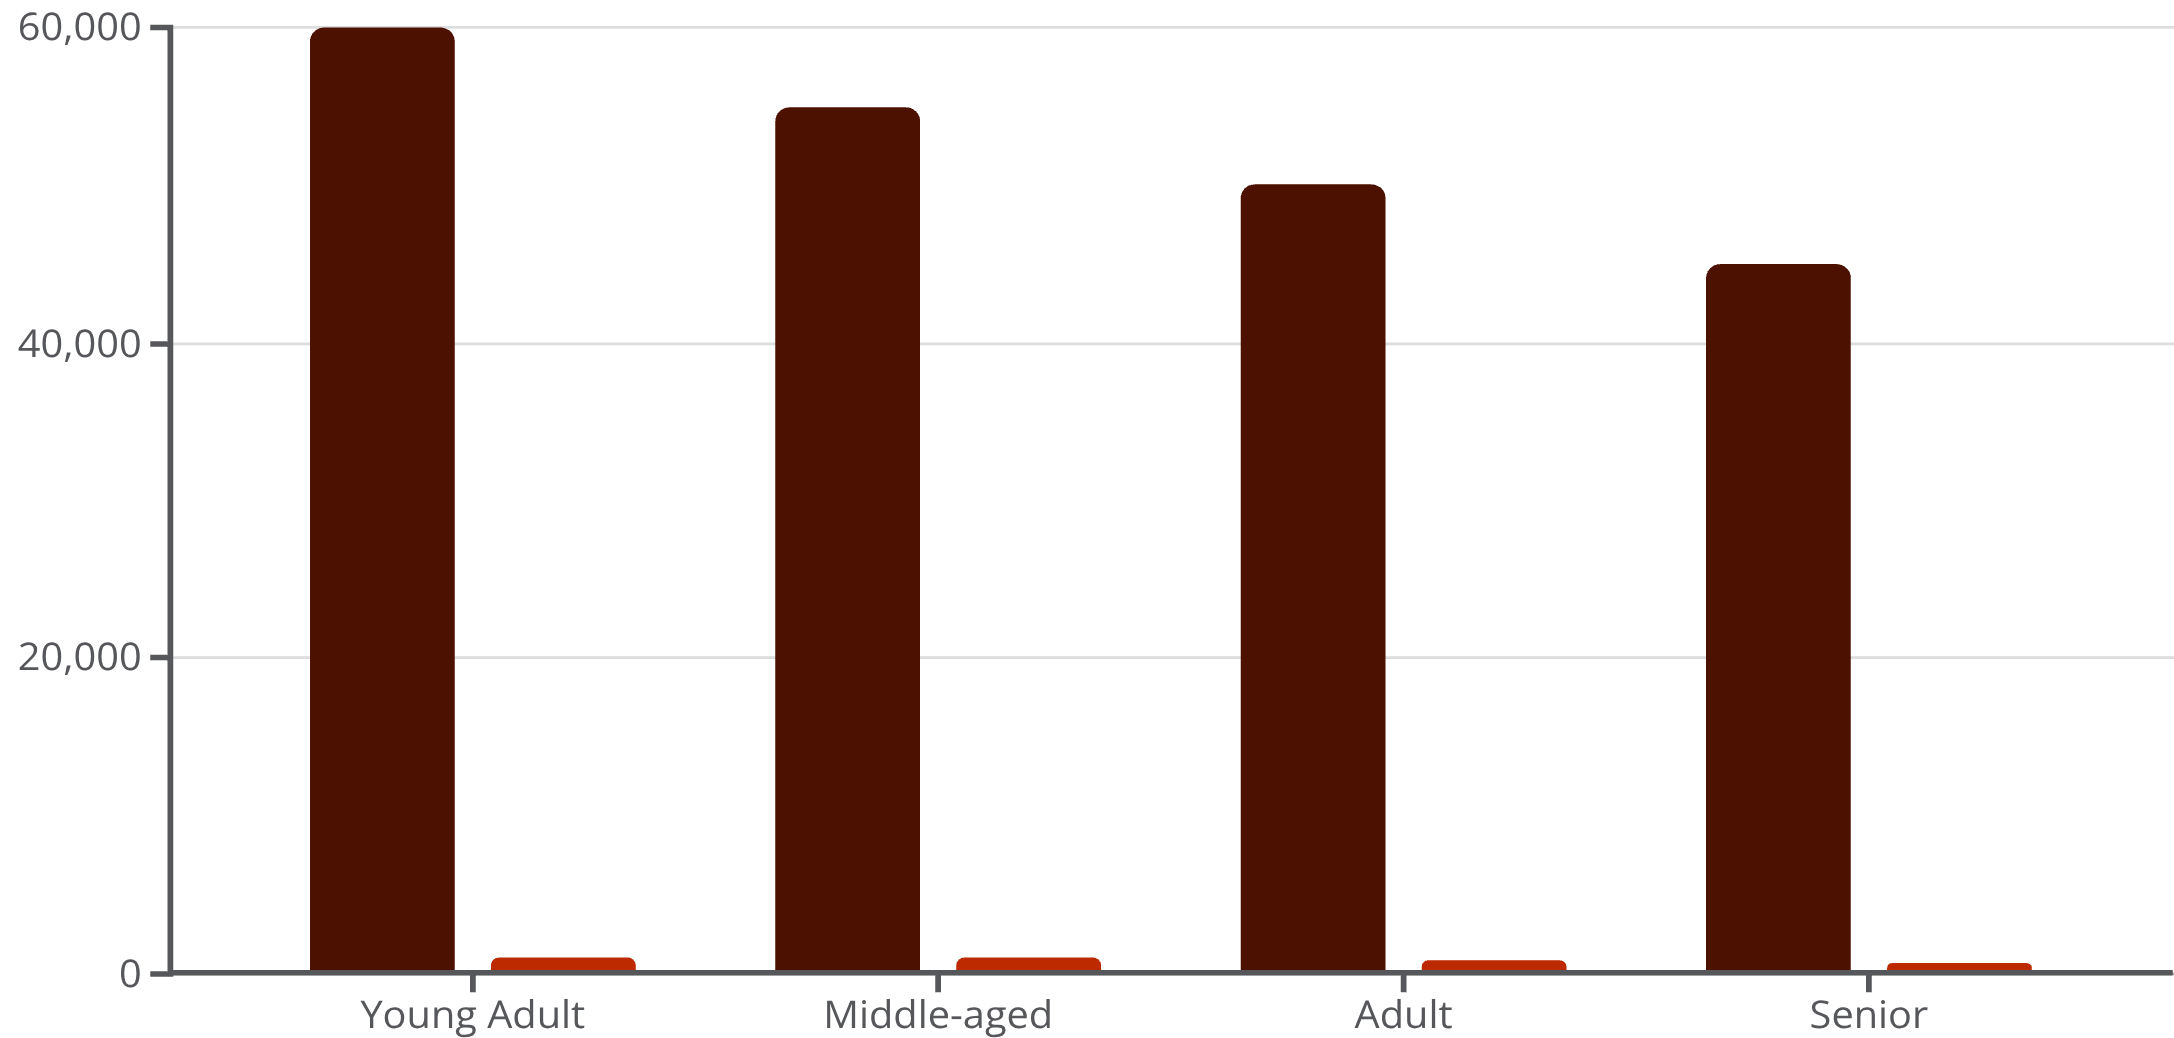 60,000
40,000
20,000
0
Young Adult
Middle-aged
Adult
Senior